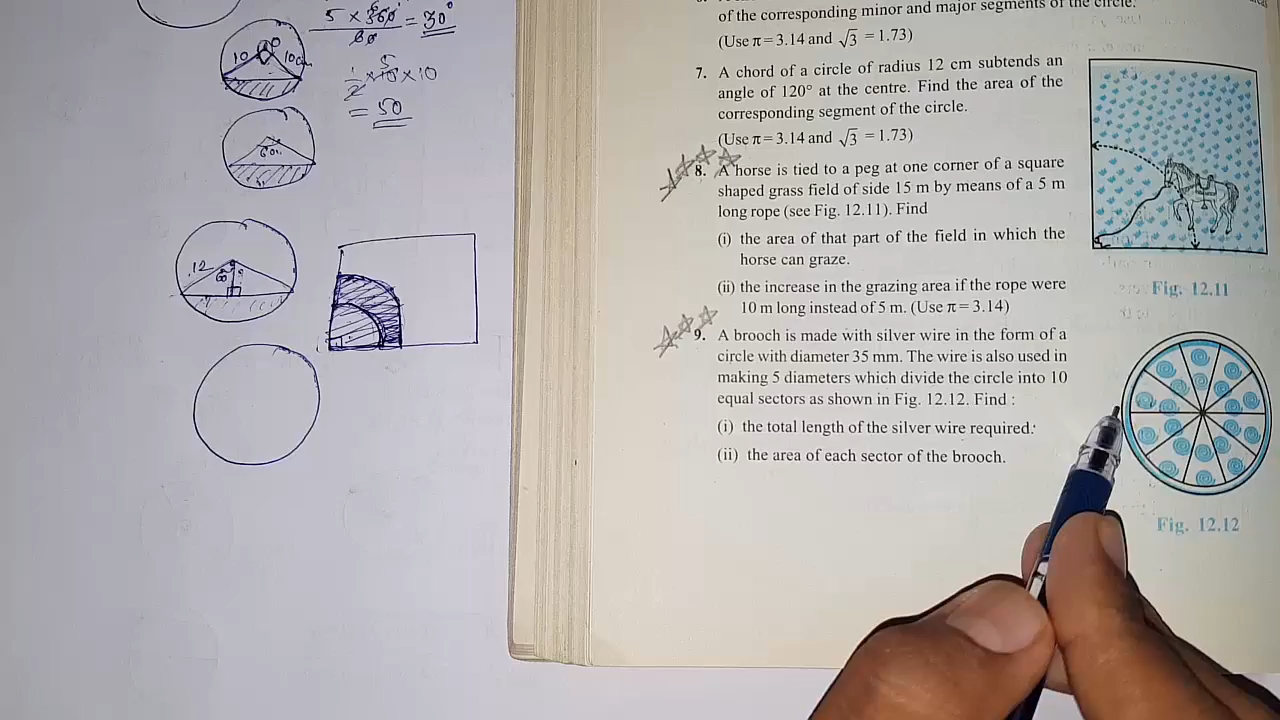 5 × 360° = 30°
60
10 10cm
1/2 × 10 × 10
5
= 50
60
12
60
of the corresponding minor and major segments of the circle.
(Use π = 3.14 and √3 = 1.73)
7. A chord of a circle of radius 12 cm subtends an
angle of 120° at the centre. Find the area of the
corresponding segment of the circle.
(Use π = 3.14 and √3 = 1.73)
8. A horse is tied to a peg at one corner of a square
shaped grass field of side 15 m by means of a 5 m
long rope (see Fig. 12.11). Find
(i) the area of that part of the field in which the
horse can graze.
(ii) the increase in the grazing area if the rope were
10 m long instead of 5 m. (Use π = 3.14)
Fig. 12.11
9. A brooch is made with silver wire in the form of a
circle with diameter 35 mm. The wire is also used in
making 5 diameters which divide the circle into 10
equal sectors as shown in Fig. 12.12. Find :
(i) the total length of the silver wire required.
(ii) the area of each sector of the brooch.
Fig. 12.12